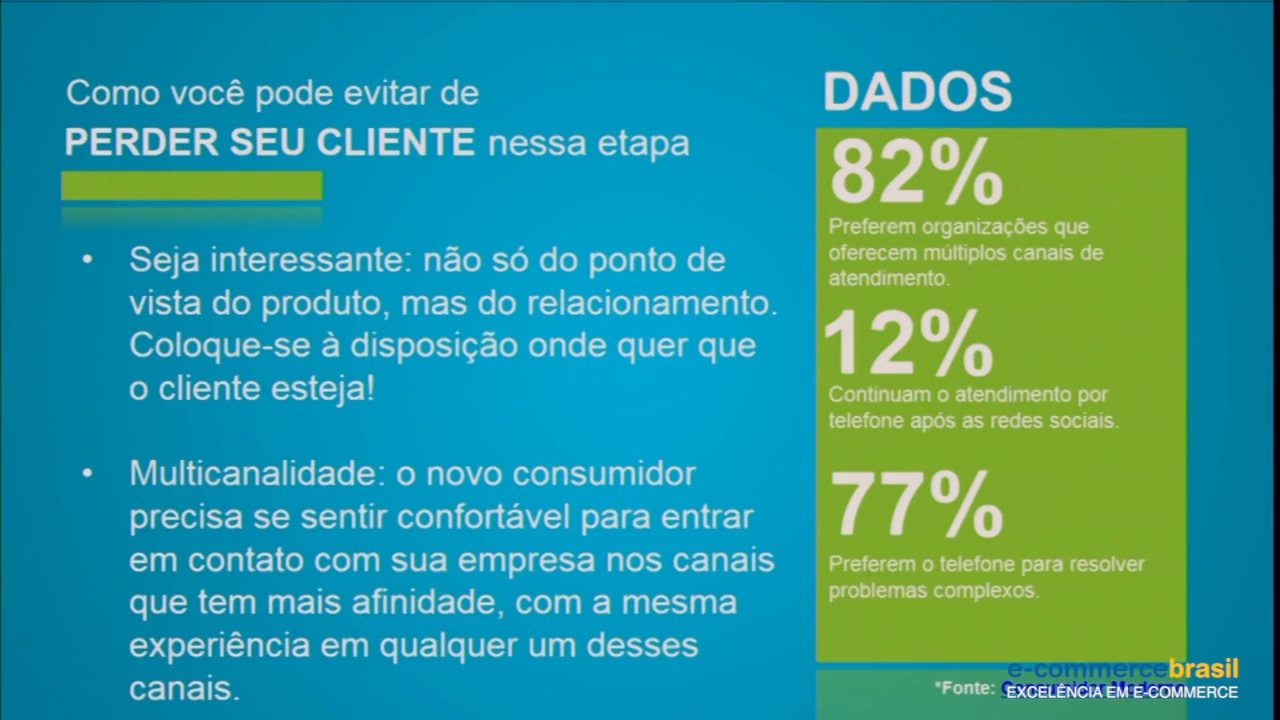 Como você pode evitar de
PERDER SEU CLIENTE nessa etapa
• Seja interessante: não só do ponto de
vista do produto, mas do relacionamento.
Coloque-se à disposição onde quer que
o cliente esteja!
• Multicanalidade: o novo consumidor
precisa se sentir confortável para entrar
em contato com sua empresa nos canais
que tem mais afinidade, com a mesma
experiência em qualquer um desses
canais.
DADOS
82%
Preferem organizações que
oferecem múltiplos canais de
atendimento.
12%
Continuam o atendimento por
telefone após as redes sociais.
77%
Preferem o telefone para resolver
problemas complexos.
*Fonte:
e-commercebrasil
EXCELÊNCIA EM E-COMMERCE